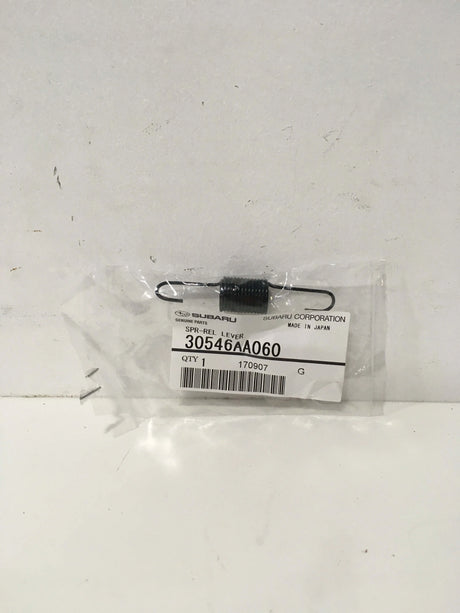 SUBARU SUBARU CORPORATION
GENUINE PARTS MADE IN JAPAN
SPR-REL LEVER
30546AA060
QTY 1 170907 G